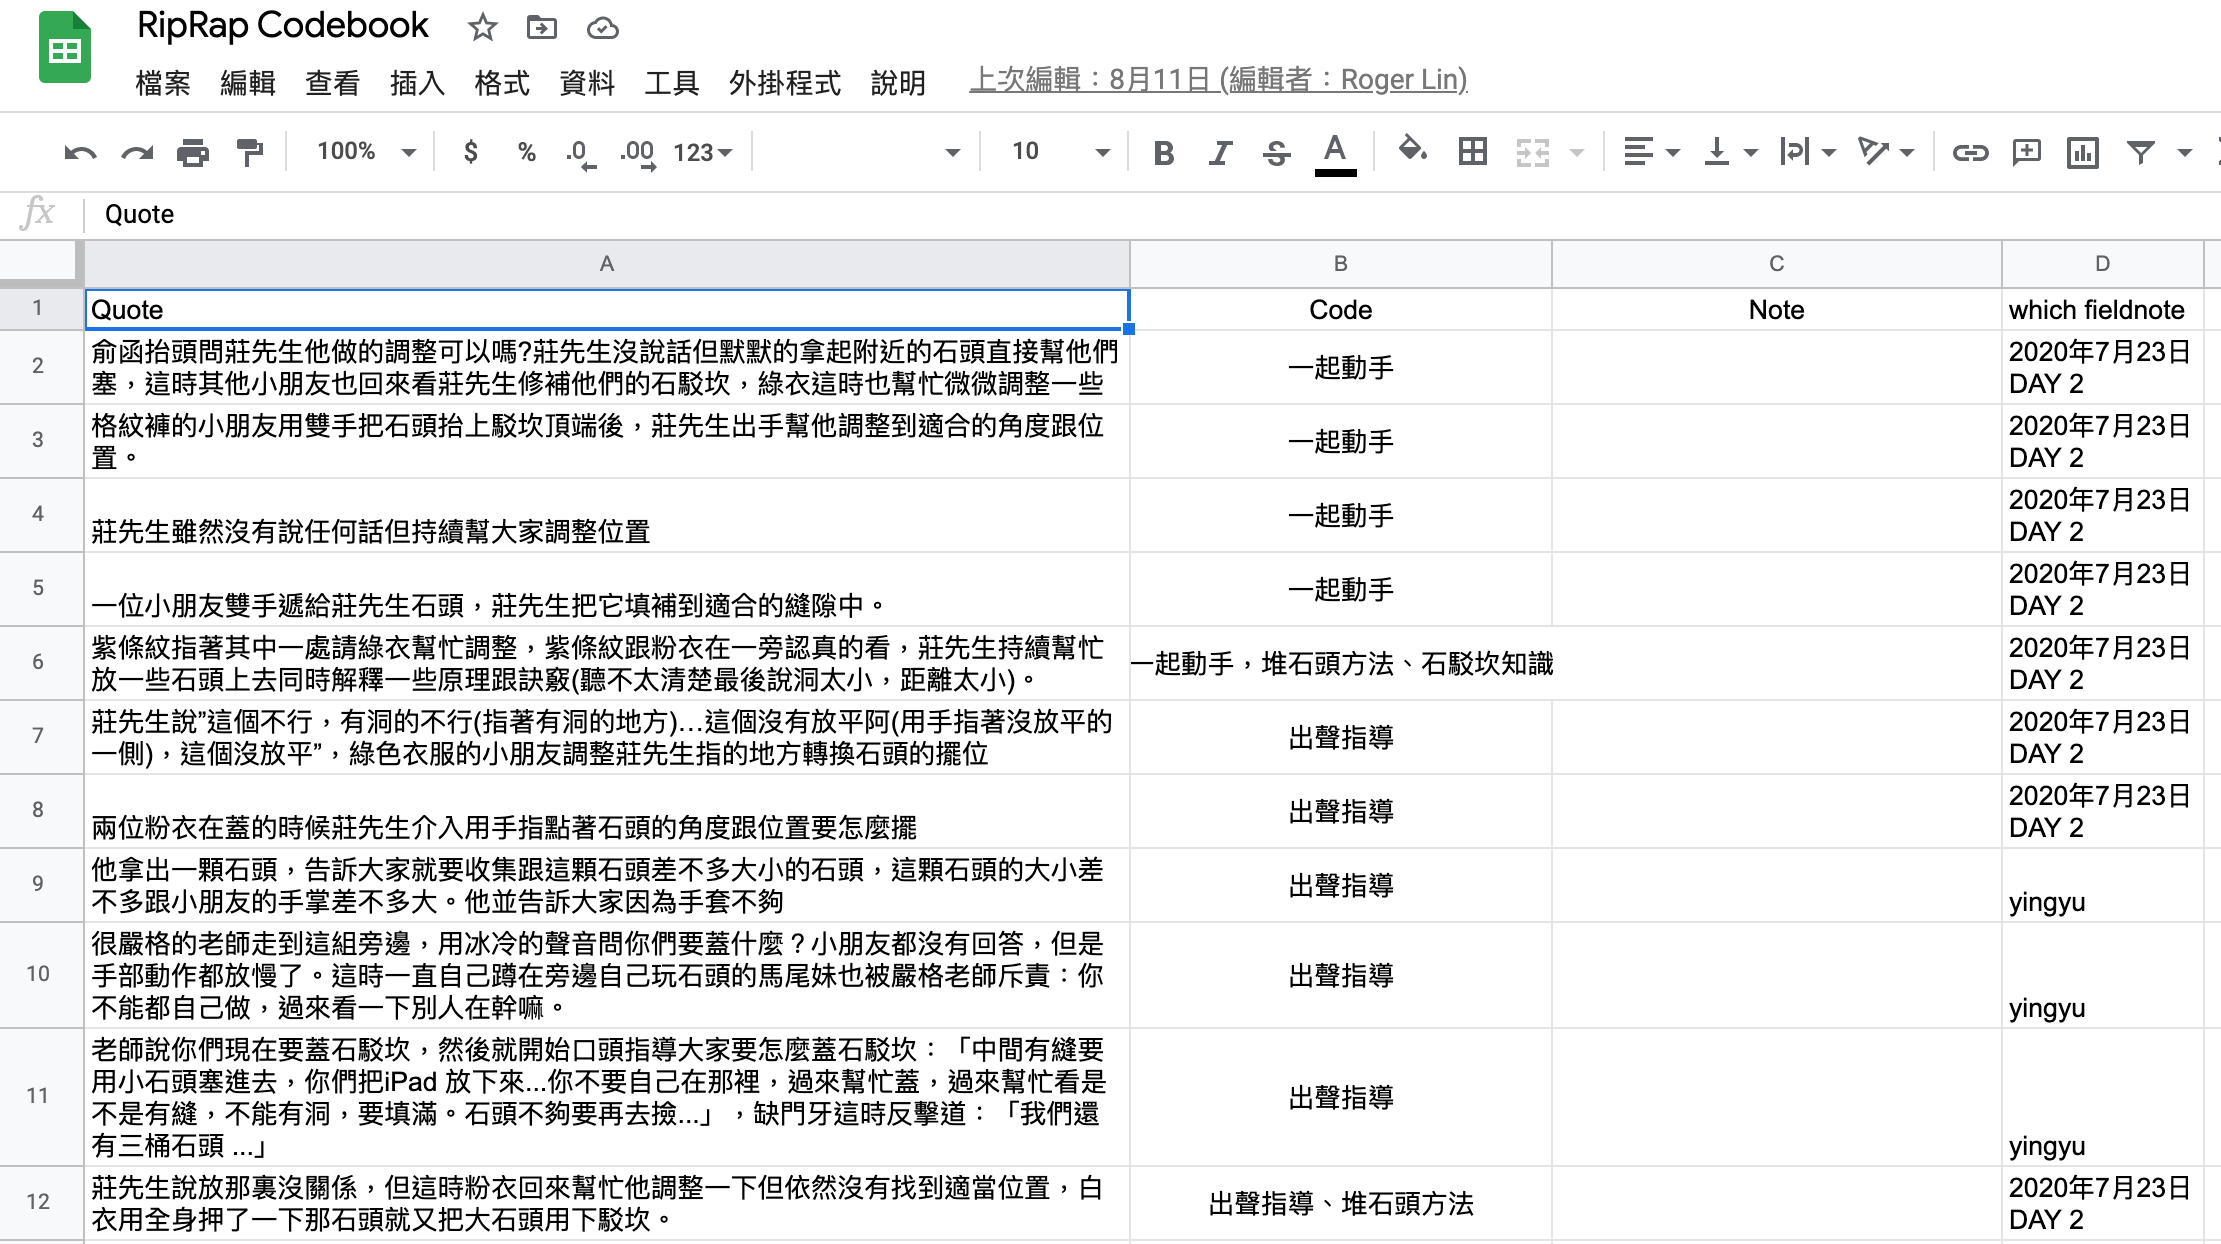 RipRap Codebook
檔案 編輯 查看 插入 格式 資料 工具 外掛程式 說明 上次編輯：8月11日 (編輯者：Roger Lin)
100% $ % .0 .00 123 10 B I S A
fx Quote
A B C D
1 Quote Code Note which fieldnote
2 俞函抬頭問莊先生他做的調整可以嗎?莊先生沒說話但默默的拿起附近的石頭直接幫他們
塞，這時其他小朋友也回來看莊先生修補他們的石駁坎，綠衣這時也幫忙微微調整一些
一起動手
2020年7月23日
DAY 2
3 格紋褲的小朋友用雙手把石頭抬上駁坎頂端後，莊先生出手幫他調整到適合的角度跟位
置。
一起動手
2020年7月23日
DAY 2
4 莊先生雖然沒有說任何話但持續幫大家調整位置
一起動手
2020年7月23日
DAY 2
5 一位小朋友雙手遞給莊先生石頭，莊先生把它填補到適合的縫隙中。
一起動手
2020年7月23日
DAY 2
6 紫條紋指著其中一處請綠衣幫忙調整，紫條紋跟粉衣在一旁認真的看，莊先生持續幫忙
放一些石頭上去同時解釋一些原理跟訣竅(聽不太清楚最後說洞太小，距離太小)。
一起動手，堆石頭方法、石駁坎知識
2020年7月23日
DAY 2
7 莊先生說”這個不行，有洞的不行(指著有洞的地方)…這個沒有放平阿(用手指著沒放平的
一側)，這個沒放平”，綠色衣服的小朋友調整莊先生指的地方轉換石頭的擺位
出聲指導
2020年7月23日
DAY 2
8 兩位粉衣在蓋的時候莊先生介入用手指點著石頭的角度跟位置要怎麼擺
出聲指導
2020年7月23日
DAY 2
9 他拿出一顆石頭，告訴大家就要收集跟這顆石頭差不多大小的石頭，這顆石頭的大小差
不多跟小朋友的手掌差不多大。他並告訴大家因為手套不夠
出聲指導
yingyu
10 很嚴格的老師走到這組旁邊，用冰冷的聲音問你們要蓋什麼？小朋友都沒有回答，但是
手部動作都放慢了。這時一直自己蹲在旁邊自己玩石頭的馬尾妹也被嚴格老師斥責：你
不能都自己做，過來看一下別人在幹嘛。
出聲指導
yingyu
11 老師說你們現在要蓋石駁坎，然後就開始口頭指導大家要怎麼蓋石駁坎：「中間有縫要
用小石頭塞進去，你們把iPad 放下來...你不要自己在那裡，過來幫忙蓋，過來幫忙看是
不是有縫，不能有洞，要填滿。石頭不夠要再去撿...」，缺門牙這時反擊道：「我們還
有三桶石頭 ...」
出聲指導
yingyu
12 莊先生說放那裏沒關係，但這時粉衣回來幫忙他調整一下但依然沒有找到適當位置，白
衣用全身押了一下那石頭就又把大石頭用下駁坎。
出聲指導、堆石頭方法
2020年7月23日
DAY 2